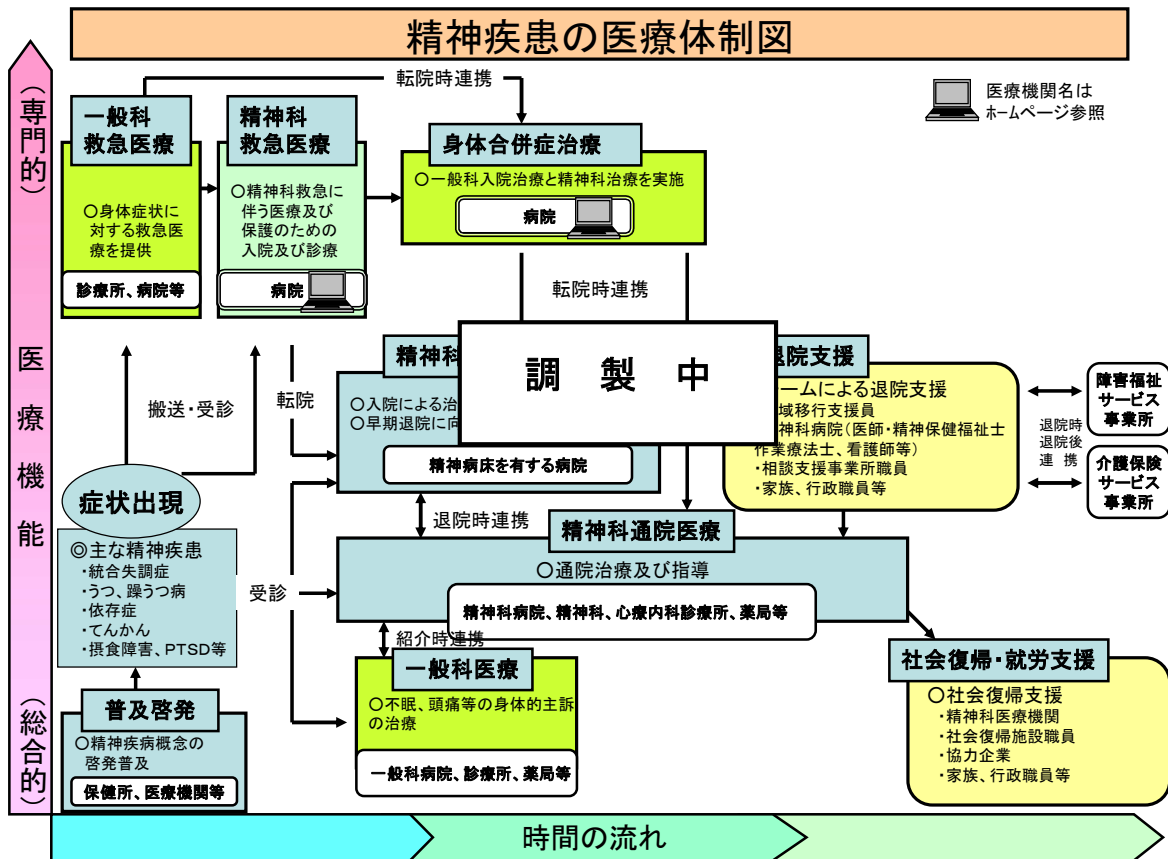 精神疾患の医療体制図
(専門的)
医療機能
(総合的)
転院時連携
医療機関名は
ホームページ参照
一般科
救急医療
〇身体症状に
対する救急医
療を提供
診療所、病院等
精神科
救急医療
〇精神科救急に
伴う医療及び
保護のための
入院及び診療
病院
身体合併症治療
〇一般科入院治療と精神科治療を実施
病院
転院時連携
調製中
搬送・受診
転院
精神科
〇入院による治
〇早期退院に向
精神病床を有する病院
退院支援
ームによる退院支援
域移行支援員
神科病院(医師・精神保健福祉士
作業療法士、看護師等)
・相談支援事業所職員
・家族、行政職員等
障害福祉
サービス
事業所
退院時
退院後
連携
介護保険
サービス
事業所
症状出現
◎主な精神疾患
・統合失調症
・うつ、躁うつ病
・依存症
・てんかん
・摂食障害、PTSD等
受診
退院時連携
精神科通院医療
〇通院治療及び指導
精神科病院、精神科、心療内科診療所、薬局等
紹介時連携
一般科医療
〇不眠、頭痛等の身体的主訴
の治療
一般科病院、診療所、薬局等
社会復帰・就労支援
〇社会復帰支援
・精神科医療機関
・社会復帰施設職員
・協力企業
・家族、行政職員等
普及啓発
〇精神疾病概念の
啓発普及
保健所、医療機関等
時間の流れ